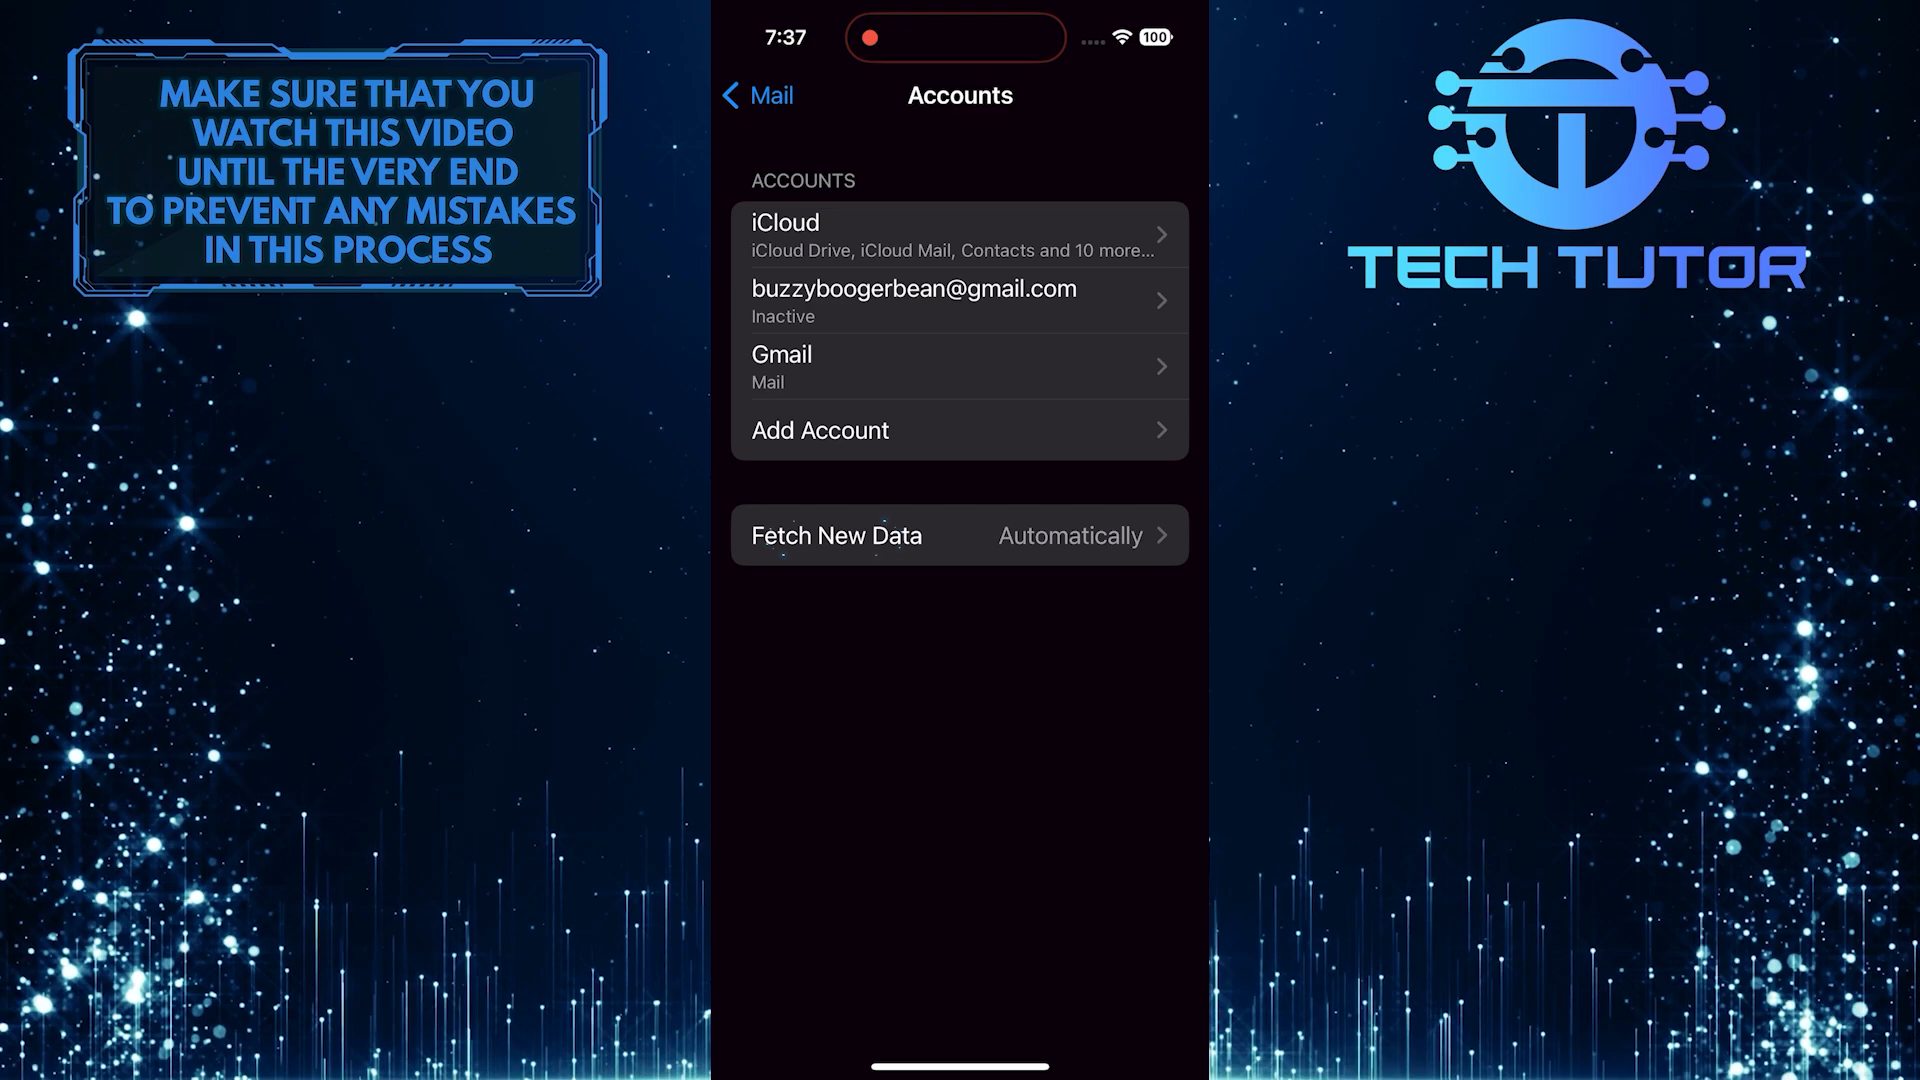 MAKE SURE THAT YOU
WATCH THIS VIDEO
UNTIL THE VERY END
TO PREVENT ANY MISTAKES
IN THIS PROCESS
7:37
100
Mail
Accounts
ACCOUNTS
iCloud
iCloud Drive, iCloud Mail, Contacts and 10 more...
buzzyboogerbean@gmail.com
Inactive
Gmail
Mail
Add Account
Fetch New Data
Automatically
TECH TUTOR